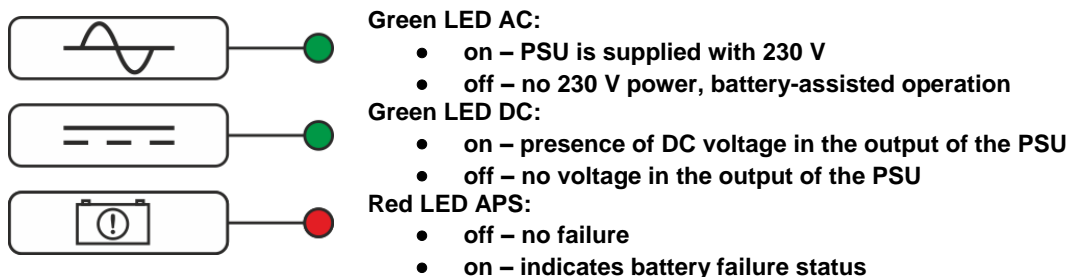 Green LED AC:
● on – PSU is supplied with 230 V
● off – no 230 V power, battery-assisted operation
Green LED DC:
● on – presence of DC voltage in the output of the PSU
● off – no voltage in the output of the PSU
Red LED APS:
● off – no failure
● on – indicates battery failure status